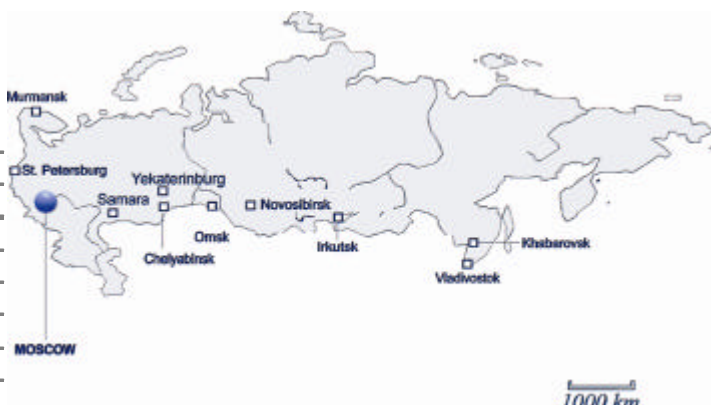 Murmansk
St. Petersburg
Yekaterinburg
Samara
Novosibirsk
Omsk
Irkutsk
Khabarovsk
Chelyabinsk
Vladivostok
MOSCOW
1000 km